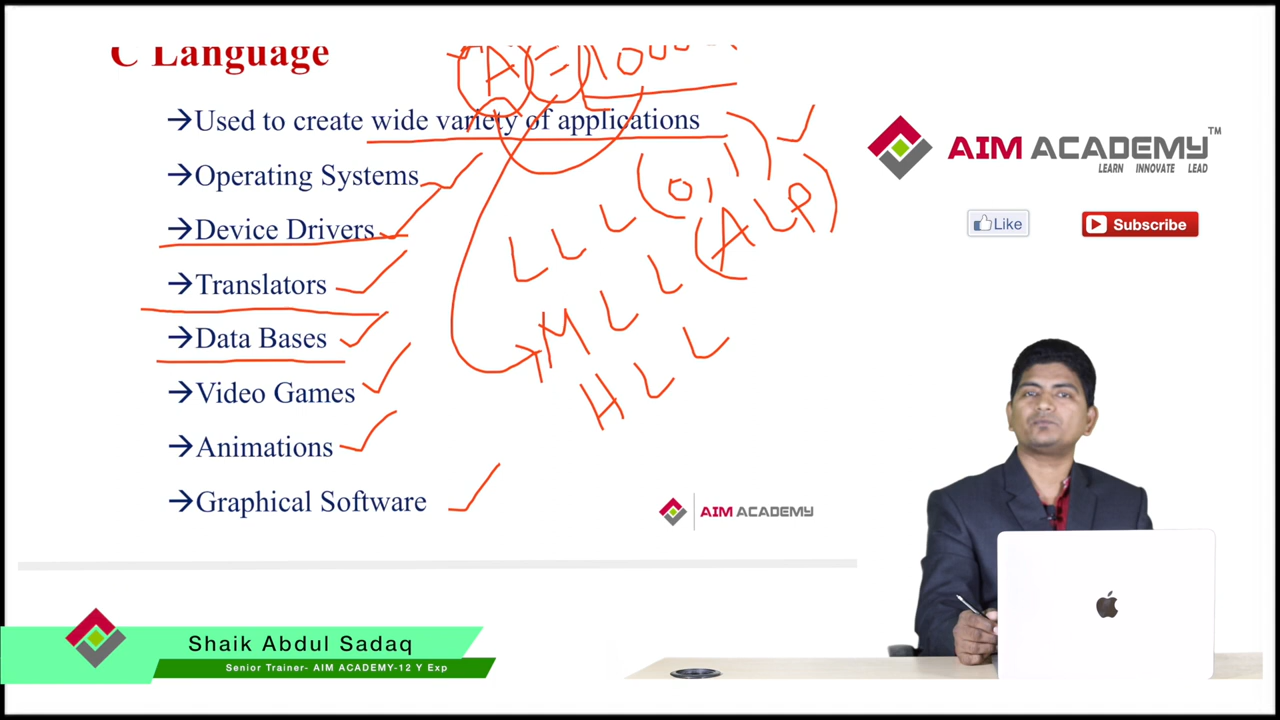 C Language
A = 1000
→Used to create wide variety of applications
→Operating Systems
→Device Drivers
→Translators
→Data Bases
→Video Games
→Animations
→Graphical Software
LLL (0,1)
MLL (ALP)
HLL
AIM ACADEMY™
LEARN INNOVATE LEAD
Like
Subscribe
AIM ACADEMY
Shaik Abdul Sadaq
Senior Trainer- AIM ACADEMY-12 Y Exp